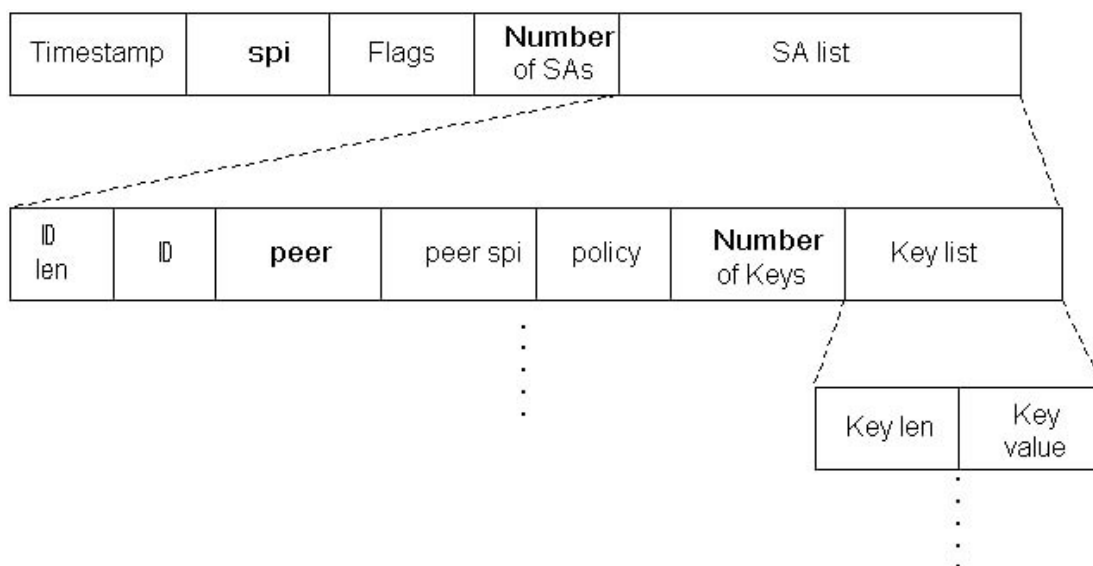 Timestamp
spi
Flags
Number
of SAs
SA list
ID
len
ID
peer
peer spi
policy
Number
of Keys
Key list
Key len
Key
value